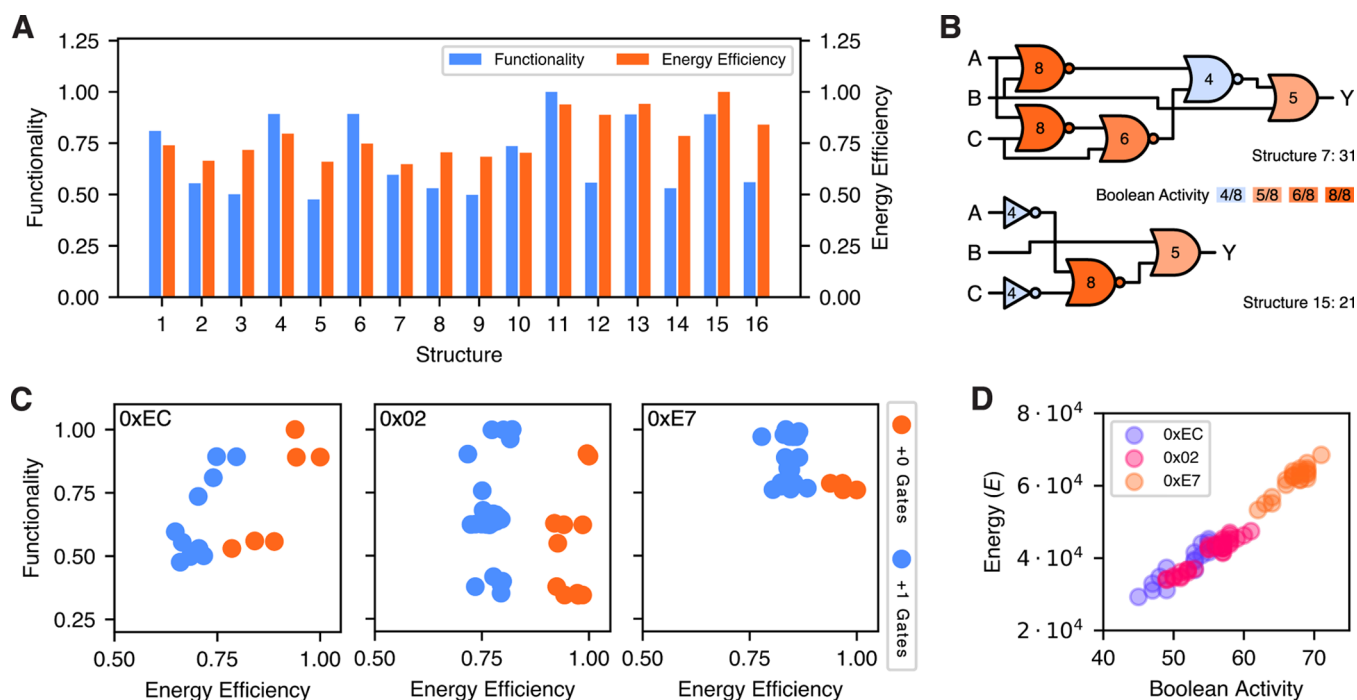 A
Functionality
Energy Efficiency
1.25
1.00
0.75
0.50
0.25
0.00
Functionality
Energy Efficiency
1.25
1.00
0.75
0.50
0.25
0.00
1 2 3 4 5 6 7 8 9 10 11 12 13 14 15 16
Structure
B
A
B
C
8
8
6
4
5
Y
Structure 7: 31
Boolean Activity 4/8 5/8 6/8 8/8
A
B
C
4
4
8
5
Y
Structure 15: 21
C
Functionality
1.00
0.75
0.50
0.25
0xEC
0x02
0xE7
0.50 0.75 1.00
0.50 0.75 1.00
0.50 0.75 1.00
Energy Efficiency
Energy Efficiency
Energy Efficiency
+0 Gates
+1 Gates
D
Energy (E)
8 · 10⁴
6 · 10⁴
4 · 10⁴
2 · 10⁴
0xEC
0x02
0xE7
40 50 60 70
Boolean Activity